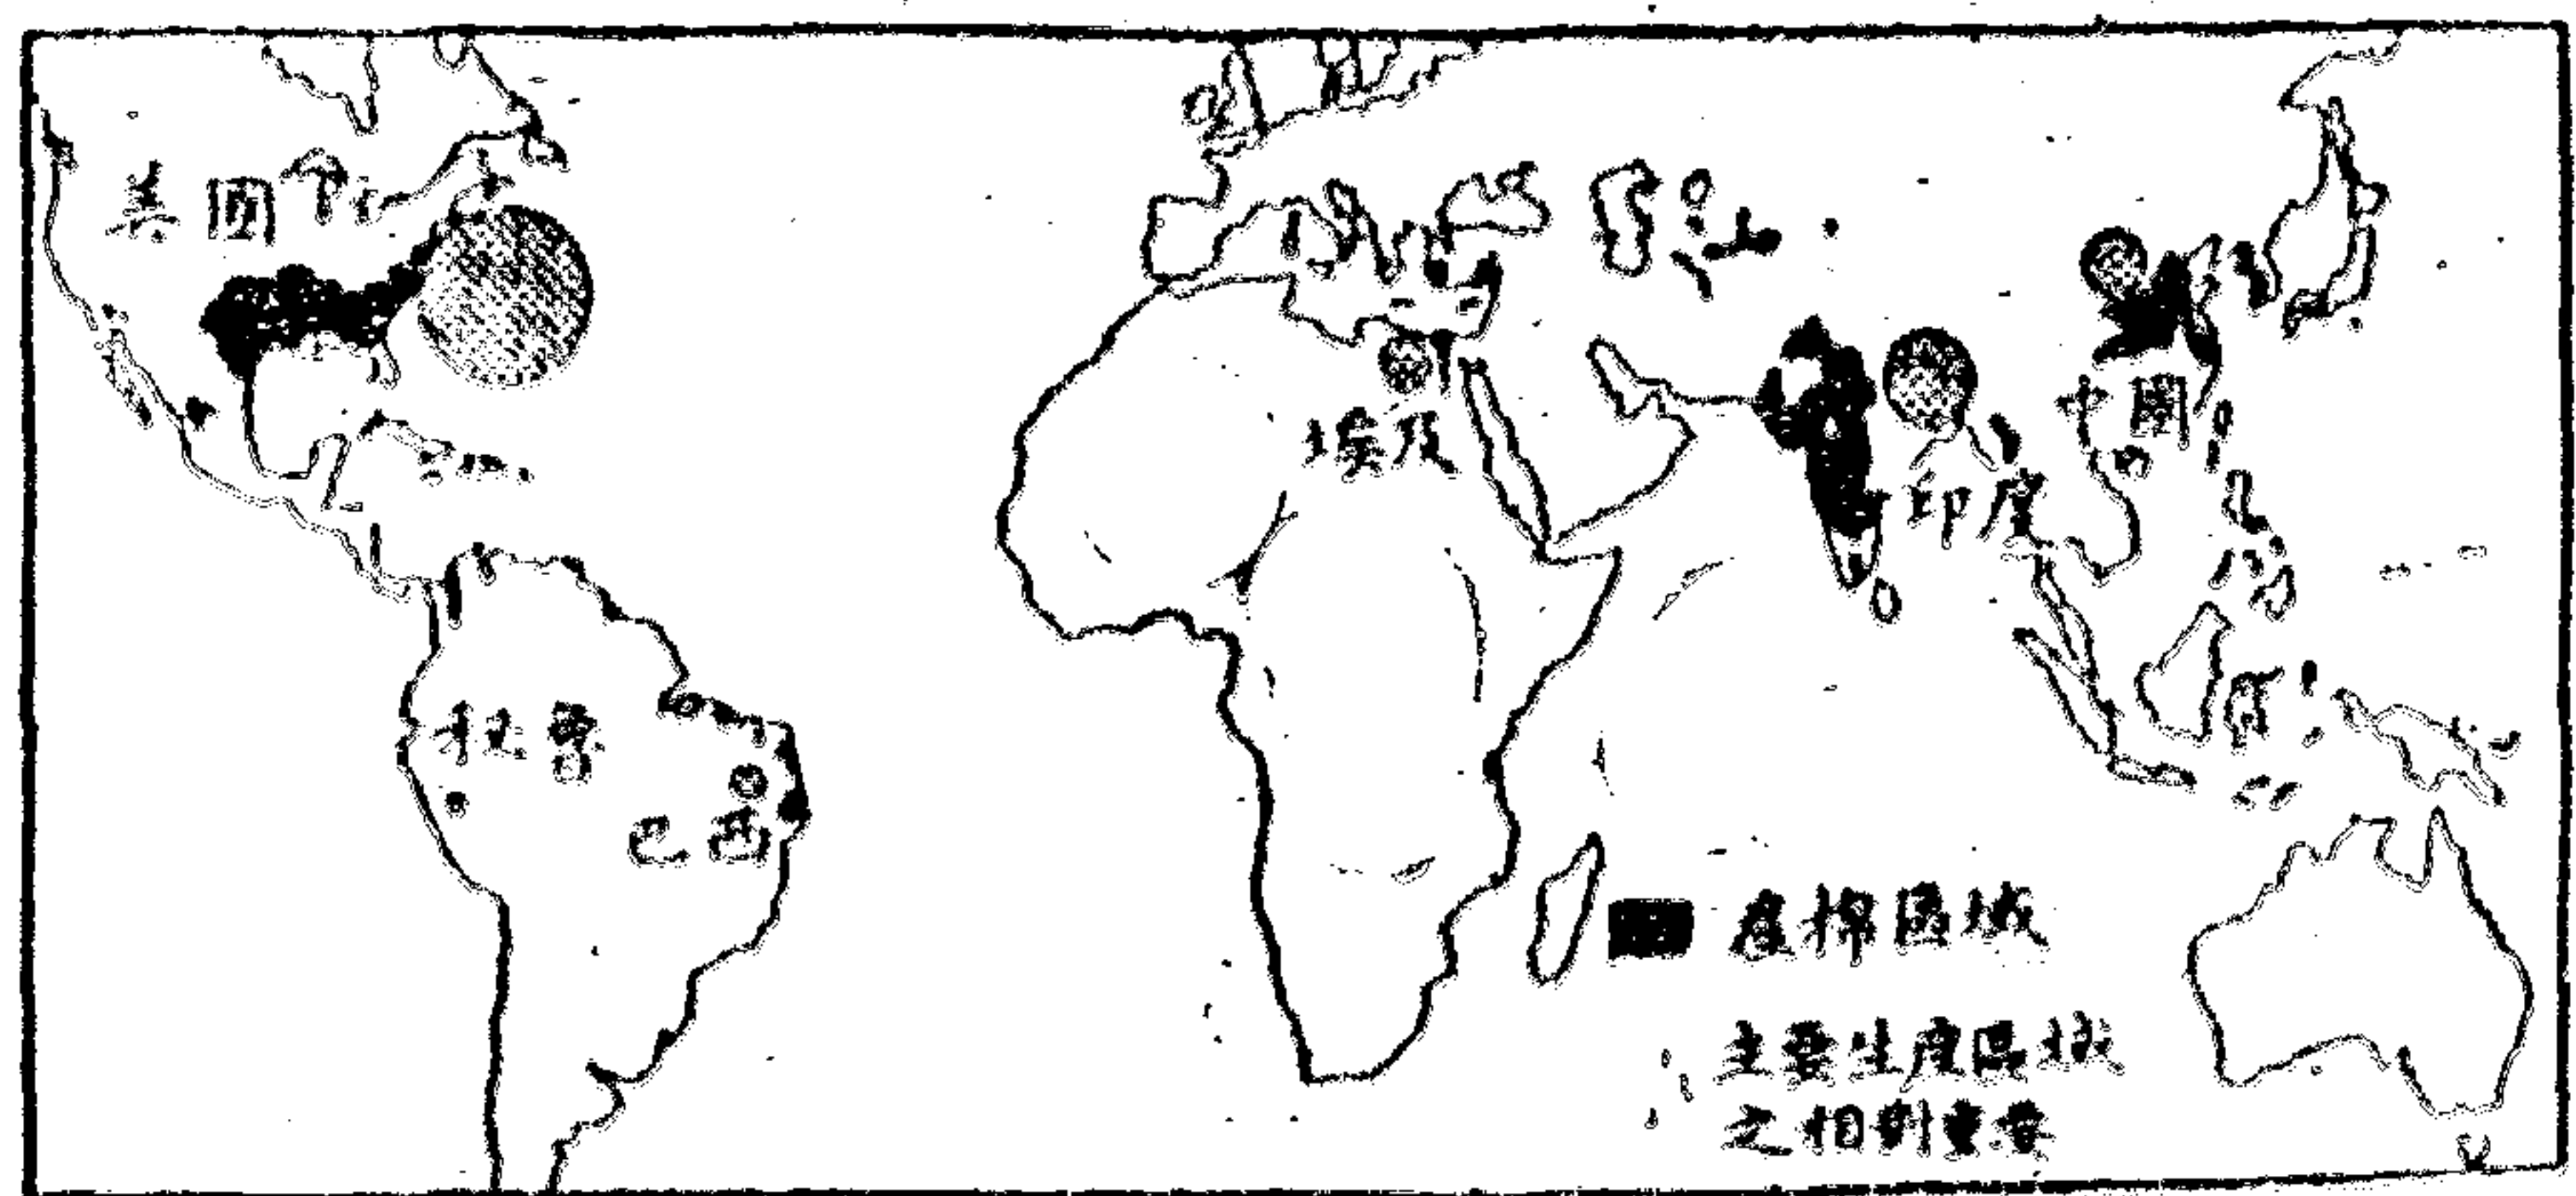 美國
中國
埃及
印度
秘魯
巴西
產棉區域
主要生產區域
之相對重要